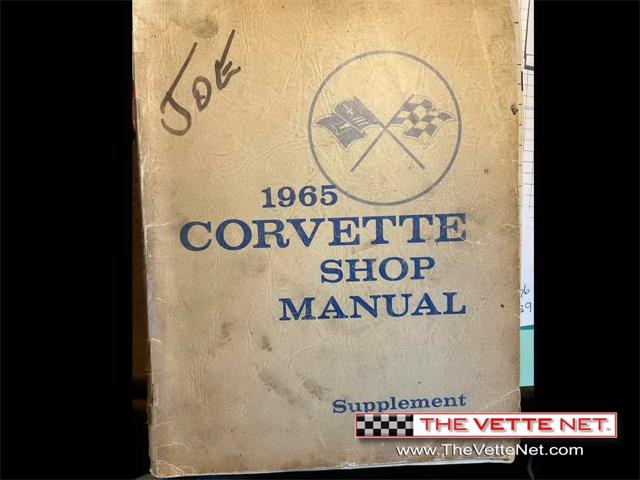 JOE
1965
CORVETTE
SHOP
MANUAL
Supplement
THE VETTE NET.
www.TheVetteNet.com